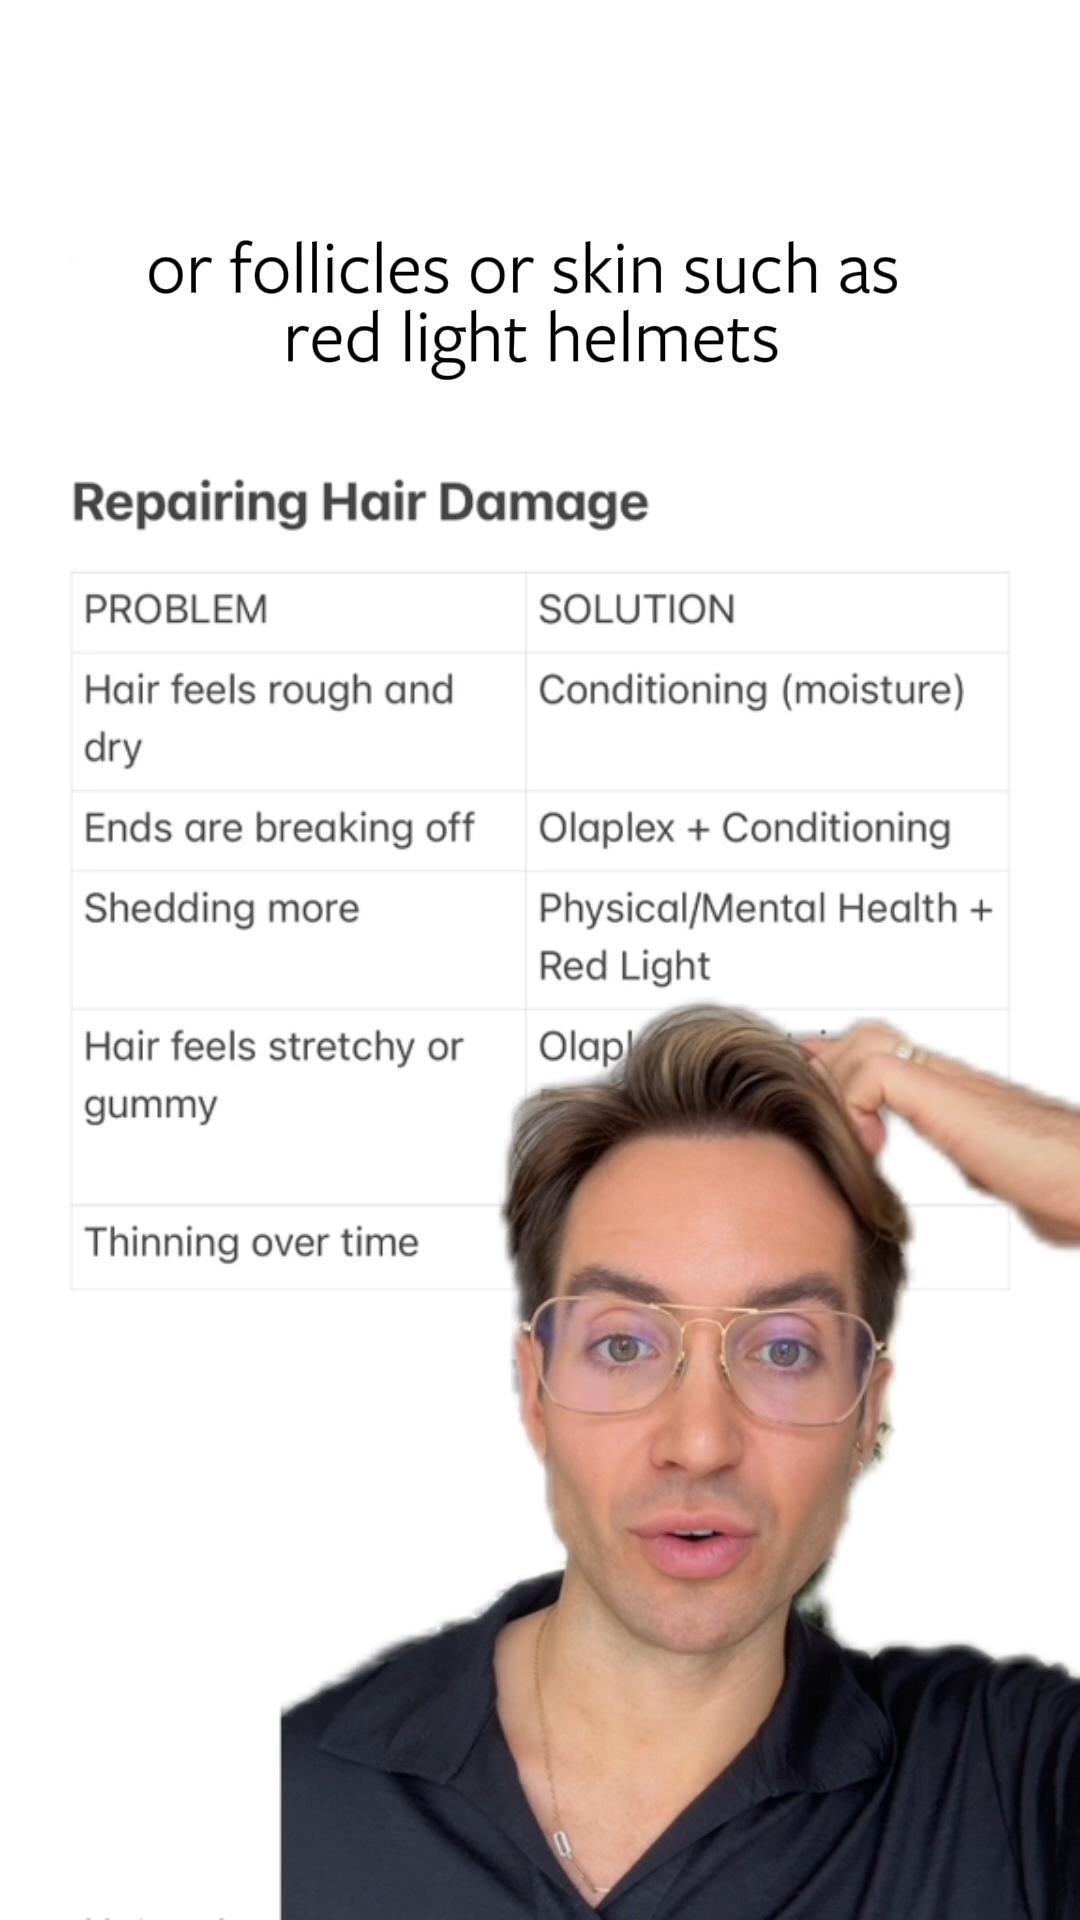 or follicles or skin such as
red light helmets
Repairing Hair Damage
PROBLEM
SOLUTION
Hair feels rough and
dry
Conditioning (moisture)
Ends are breaking off
Olaplex + Conditioning
Shedding more
Physical/Mental Health +
Red Light
Hair feels stretchy or
gummy
Thinning over time